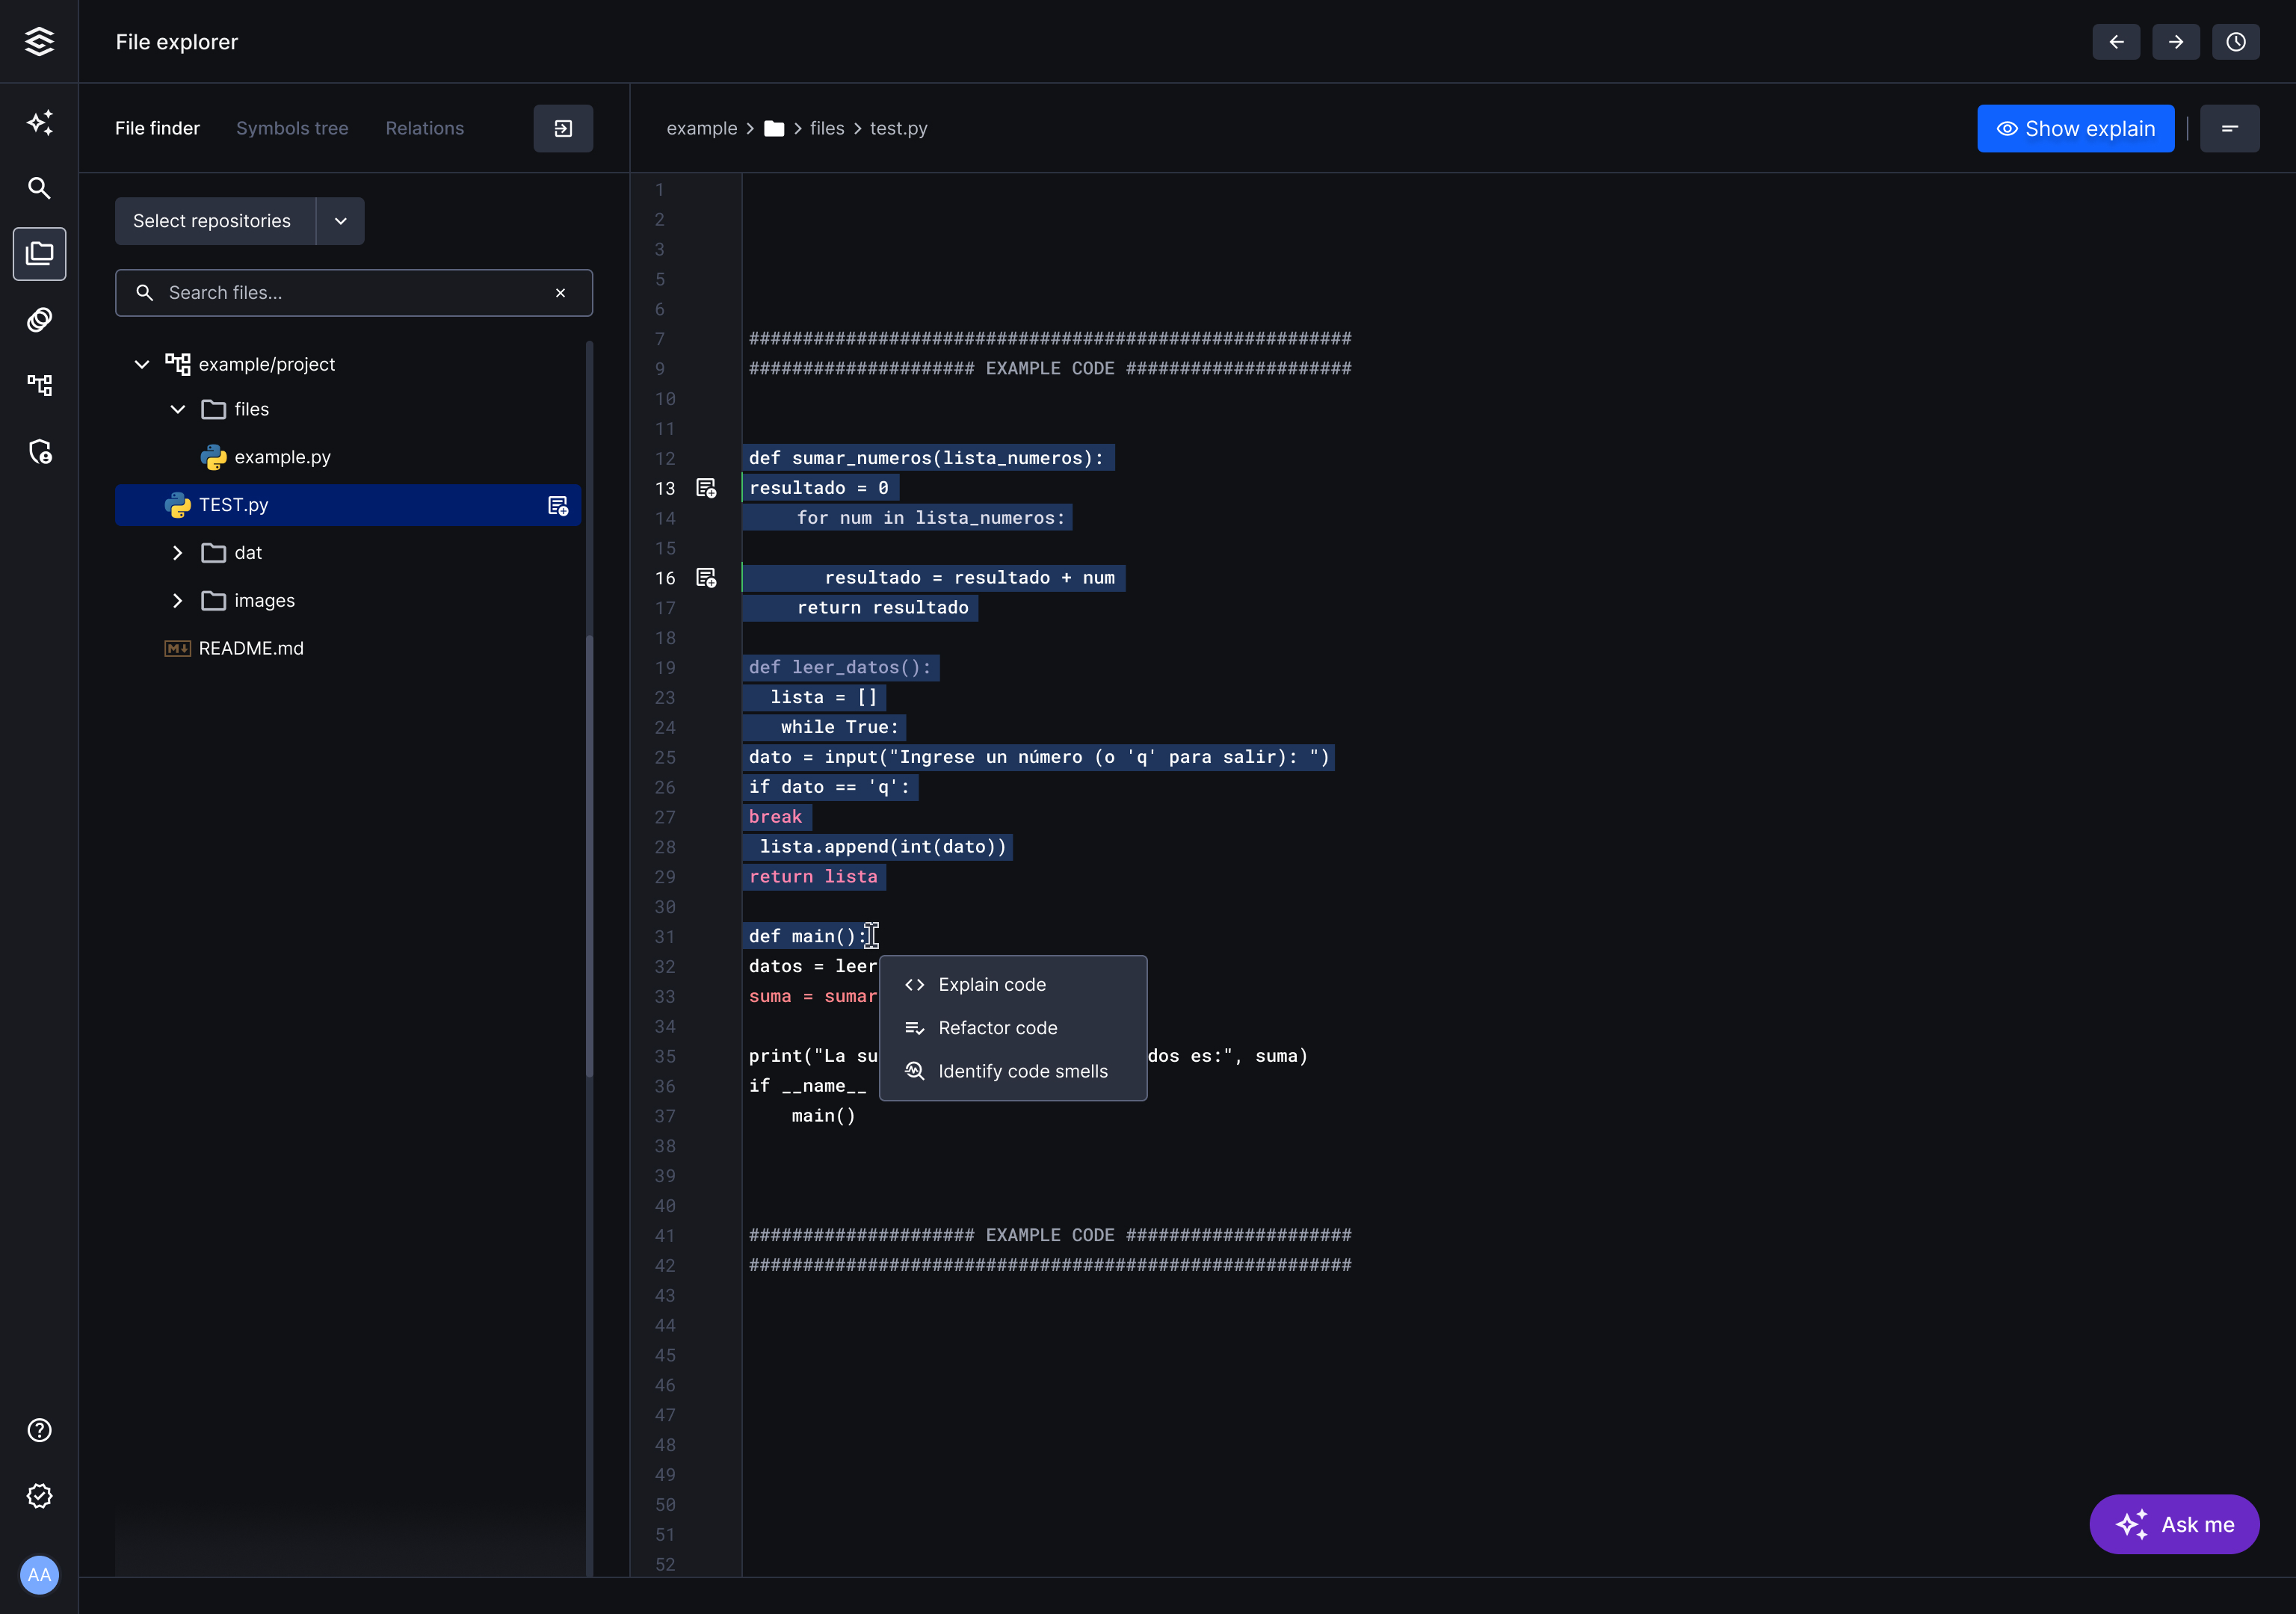 File explorer
File finder Symbols tree Relations
example files test.py
Show explain
Select repositories
Search files...
example/project
files
example.py
TEST.py
dat
images
README.md
AA
1
2
3
5
6
7 ########################################################
9 ##################### EXAMPLE CODE #####################
10
11
12 def sumar_numeros(lista_numeros):
13 resultado = 0
14 for num in lista_numeros:
15
16 resultado = resultado + num
17 return resultado
18
19 def leer_datos():
23 lista = []
24 while True:
25 dato = input("Ingrese un número (o 'q' para salir): ")
26 if dato == 'q':
27 break
28 lista.append(int(dato))
29 return lista
30
31 def main():
32 datos = leer
33 suma = sumar
34
35 print("La su dos es:", suma)
36 if __name__
37 main()
38
39
40
41 ##################### EXAMPLE CODE #####################
42 ########################################################
43
44
45
46
47
48
49
50
51
52
Explain code
Refactor code
Identify code smells
Ask me